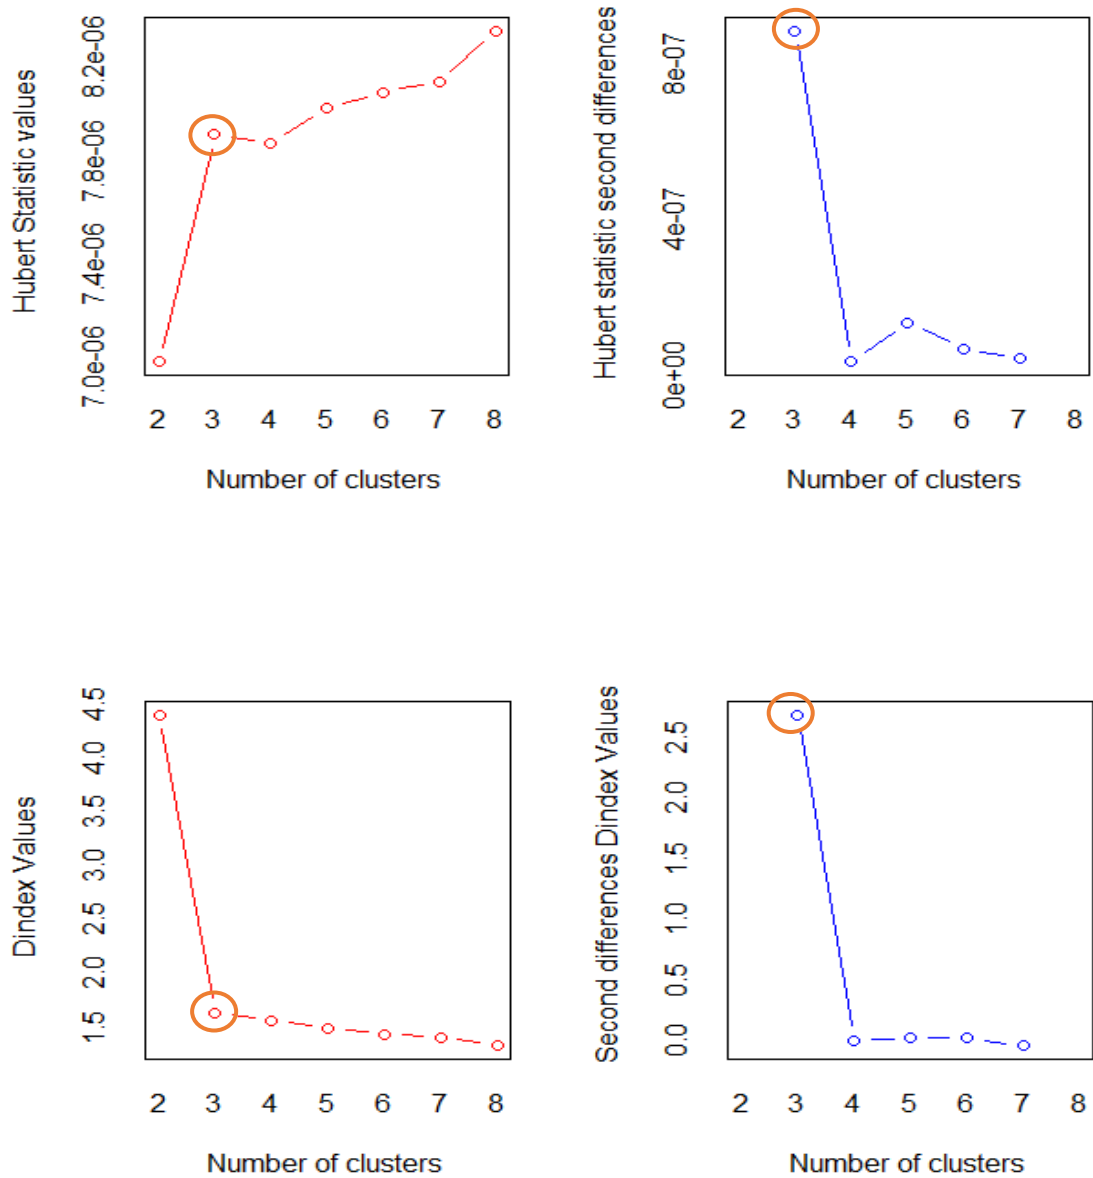 Hubert Statistic values
7.0e-06 7.4e-06 7.8e-06 8.2e-06
2 3 4 5 6 7 8
Number of clusters
Hubert statistic second differences
0e+00 4e-07 8e-07
2 3 4 5 6 7 8
Number of clusters
Dindex Values
1.5 2.0 2.5 3.0 3.5 4.0 4.5
2 3 4 5 6 7 8
Number of clusters
Second differences Dindex Values
0.0 0.5 1.0 1.5 2.0 2.5
2 3 4 5 6 7 8
Number of clusters